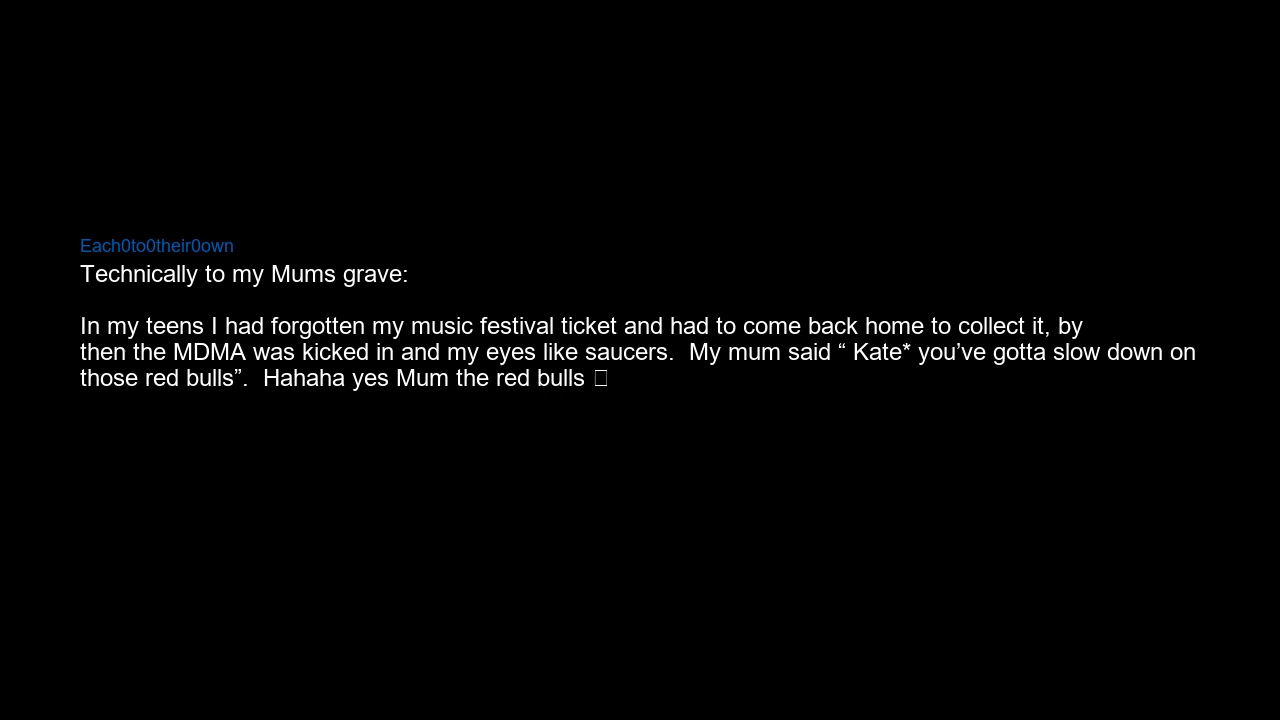 Each0to0their0own
Technically to my Mums grave:
In my teens I had forgotten my music festival ticket and had to come back home to collect it, by
then the MDMA was kicked in and my eyes like saucers.  My mum said “ Kate* you’ve gotta slow down on
those red bulls”.  Hahaha yes Mum the red bulls